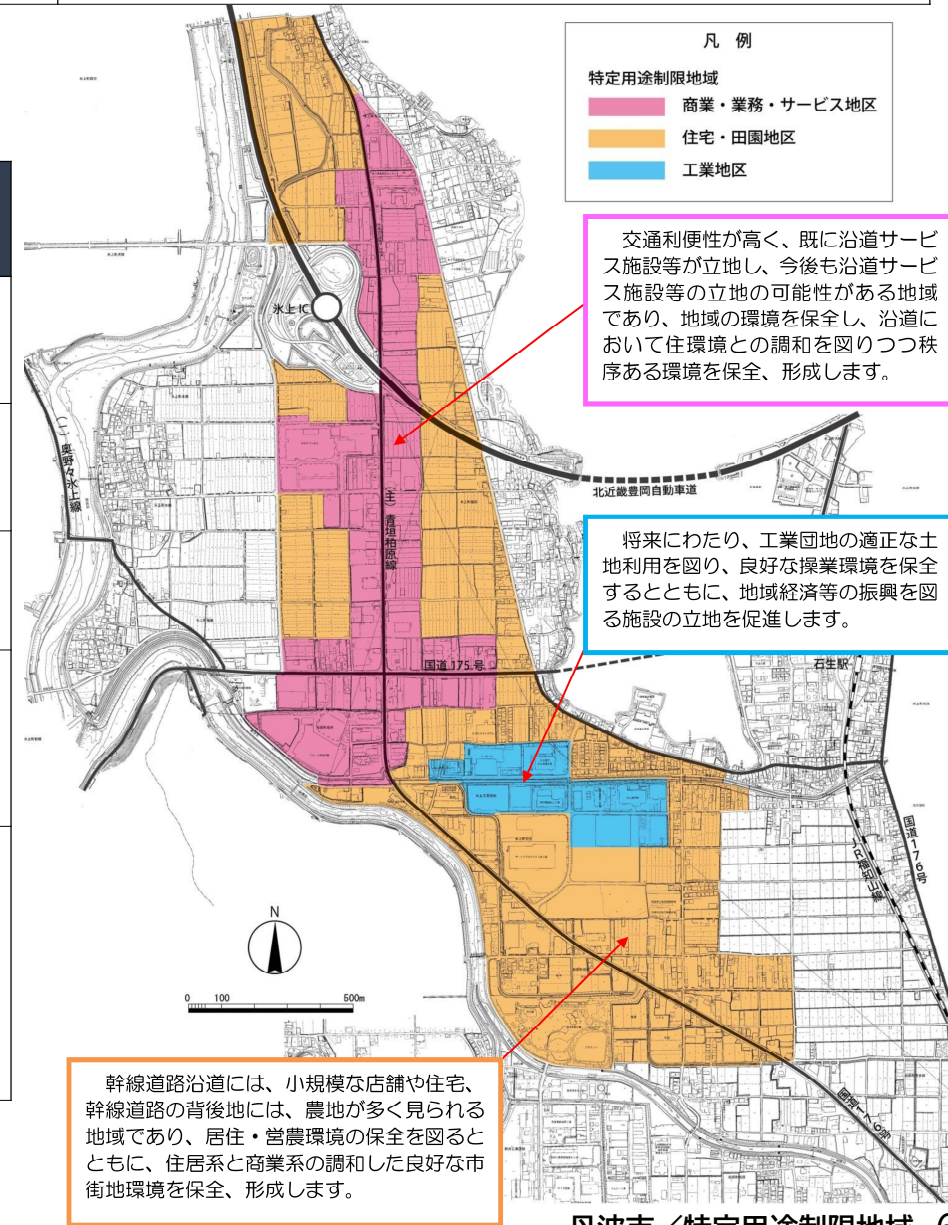 凡 例
特定用途制限地域
商業・業務・サービス地区
住宅・田園地区
工業地区
交通利便性が高く、既に沿道サービ
ス施設等が立地し、今後も沿道サービ
ス施設等の立地の可能性がある地域
であり、地域の環境を保全し、沿道に
おいて住環境との調和を図りつつ秩
序ある環境を保全、形成します。
氷上IC
(一)奥野々氷上線
北近畿豊岡自動車道
(主)青垣柏原線
将来にわたり、工業団地の適正な土
地利用を図り、良好な操業環境を保全
するとともに、地域経済等の振興を図
る施設の立地を促進します。
国道175号
石生駅
国道176号
JR福知山線
N
0 100 500m
幹線道路沿道には、小規模な店舗や住宅、
幹線道路の背後地には、農地が多く見られる
地域であり、居住・営農環境の保全を図ると
ともに、住居系と商業系の調和した良好な市
街地環境を保全、形成します。
国道176号
丹波市/特定用途制限地域